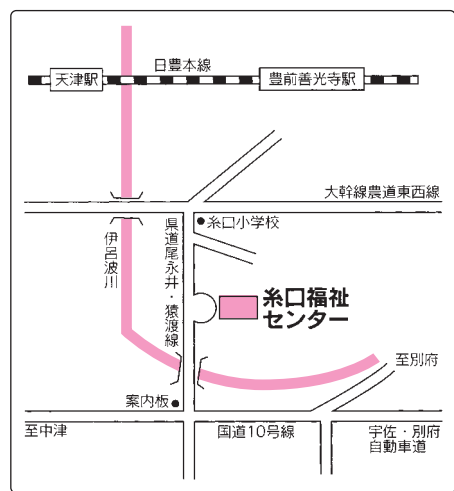 日豊本線
天津駅
豊前善光寺駅
大幹線農道東西線
糸口小学校
伊呂波川
県道尾永井・猿渡線
糸口福祉
センター
至別府
案内板
至中津
国道10号線
宇佐・別府
自動車道